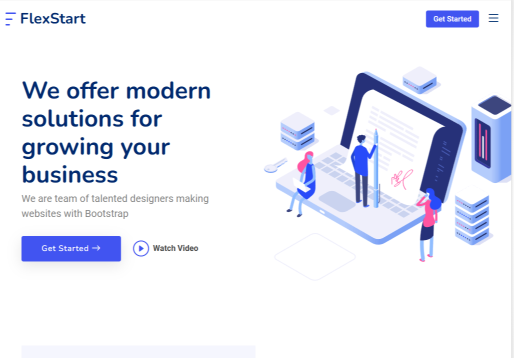 FlexStart
Get Started
We offer modern
solutions for
growing your
business
We are team of talented designers making
websites with Bootstrap
Get Started →
Watch Video